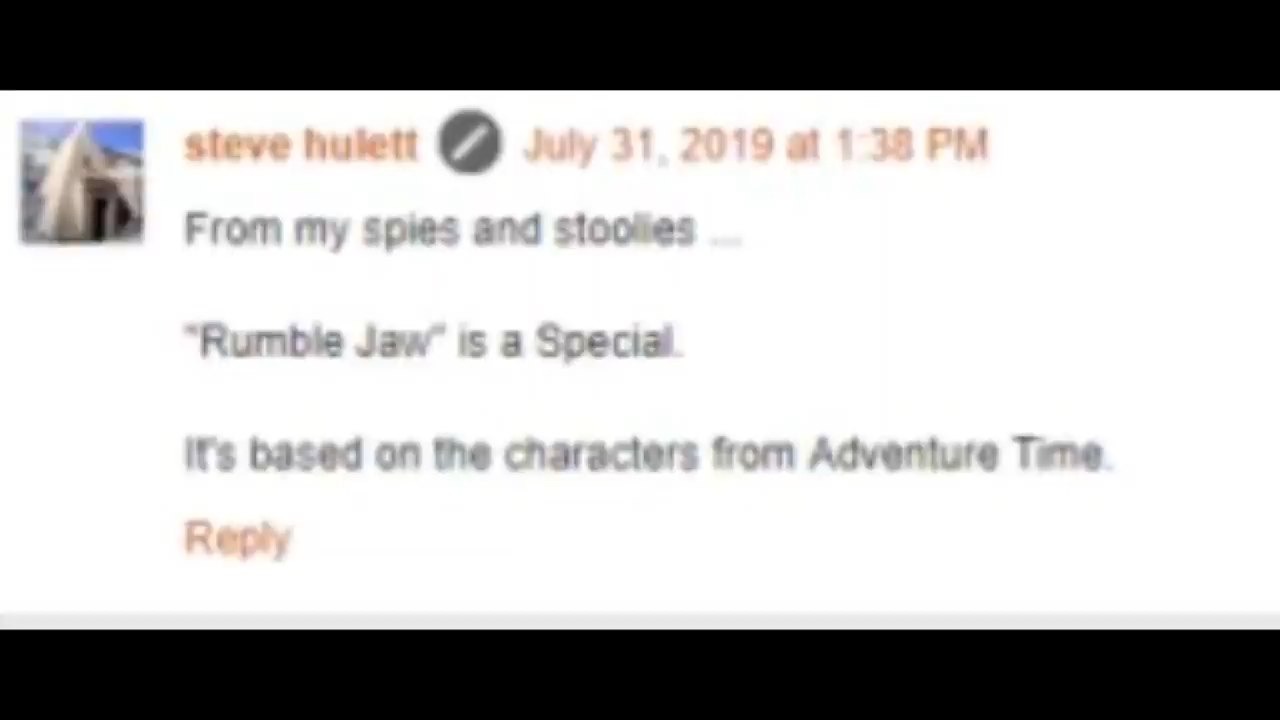 steve hulett July 31, 2019 at 1:38 PM
From my spies and stoolies ...
"Rumble Jaw" is a Special.
It's based on the characters from Adventure Time.
Reply